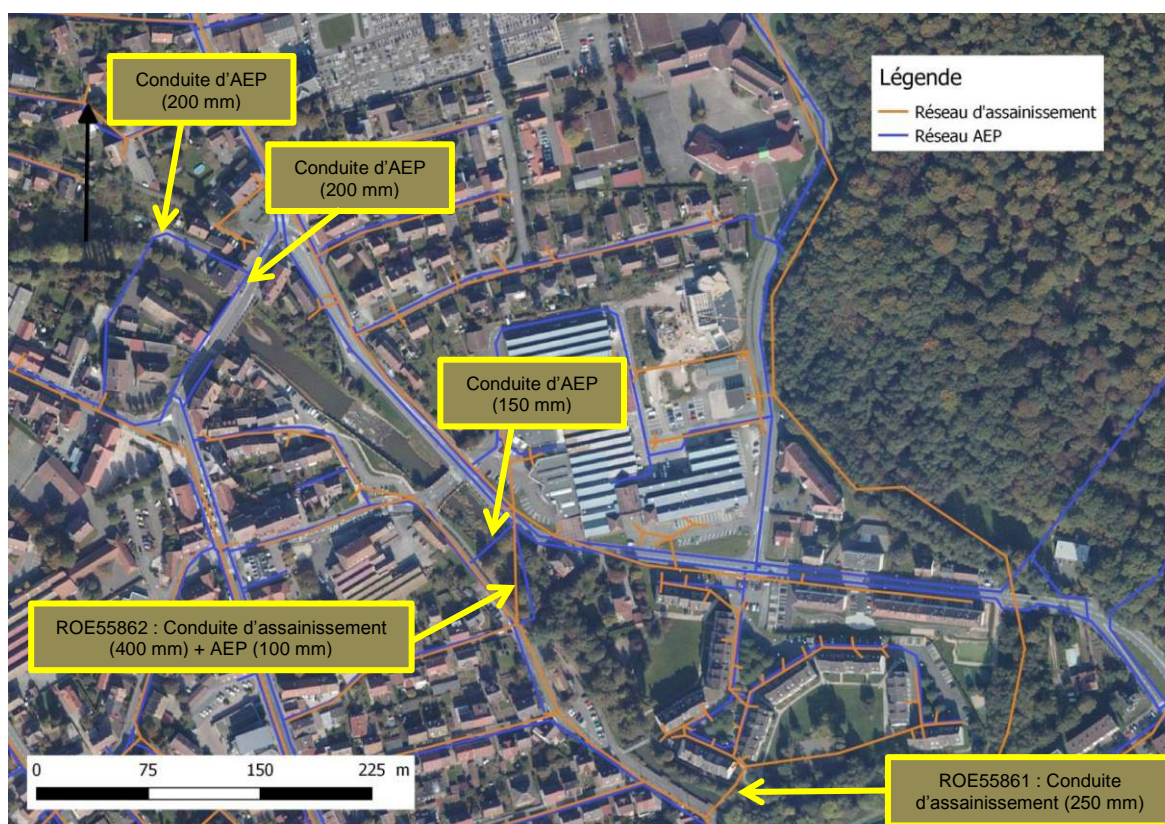 Conduite d'AEP
(200 mm)
Légende
Réseau d'assainissement
Réseau AEP
Conduite d'AEP
(200 mm)
Conduite d'AEP
(150 mm)
ROE55862 : Conduite d'assainissement
(400 mm) + AEP (100 mm)
0 75 150 225 m
ROE55861 : Conduite
d'assainissement (250 mm)